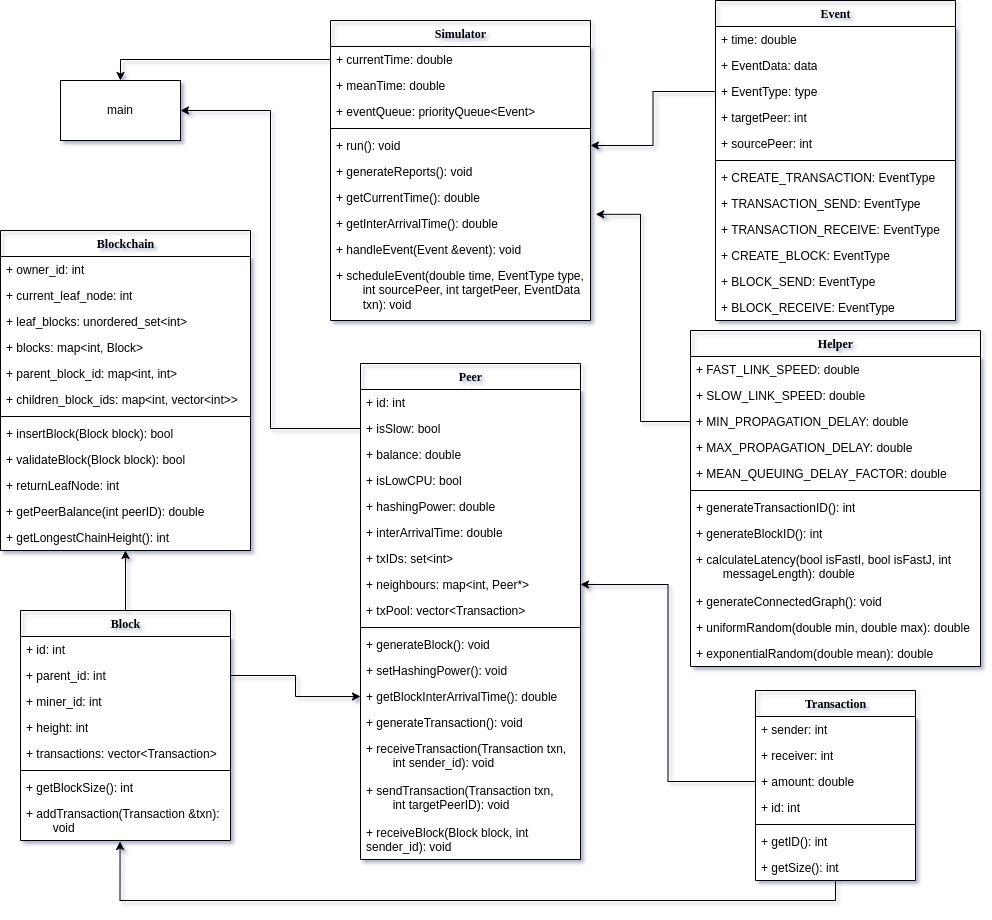 main
Simulator
+ currentTime: double
+ meanTime: double
+ eventQueue: priorityQueue<Event>
+ run(): void
+ generateReports(): void
+ getCurrentTime(): double
+ getInterArrivalTime(): double
+ handleEvent(Event &event): void
+ scheduleEvent(double time, EventType type,
int sourcePeer, int targetPeer, EventData
txn): void
Event
+ time: double
+ EventData: data
+ EventType: type
+ targetPeer: int
+ sourcePeer: int
+ CREATE_TRANSACTION: EventType
+ TRANSACTION_SEND: EventType
+ TRANSACTION_RECEIVE: EventType
+ CREATE_BLOCK: EventType
+ BLOCK_SEND: EventType
+ BLOCK_RECEIVE: EventType
Blockchain
+ owner_id: int
+ current_leaf_node: int
+ leaf_blocks: unordered_set<int>
+ blocks: map<int, Block>
+ parent_block_id: map<int, int>
+ children_block_ids: map<int, vector<int>>
+ insertBlock(Block block): bool
+ validateBlock(Block block): bool
+ returnLeafNode: int
+ getPeerBalance(int peerID): double
+ getLongestChainHeight(): int
Peer
+ id: int
+ isSlow: bool
+ balance: double
+ isLowCPU: bool
+ hashingPower: double
+ interArrivalTime: double
+ txIDs: set<int>
+ neighbours: map<int, Peer*>
+ txPool: vector<Transaction>
+ generateBlock(): void
+ setHashingPower(): void
+ getBlockInterArrivalTime(): double
+ generateTransaction(): void
+ receiveTransaction(Transaction txn,
int sender_id): void
+ sendTransaction(Transaction txn,
int targetPeerID): void
+ receiveBlock(Block block, int
sender_id): void
Helper
+ FAST_LINK_SPEED: double
+ SLOW_LINK_SPEED: double
+ MIN_PROPAGATION_DELAY: double
+ MAX_PROPAGATION_DELAY: double
+ MEAN_QUEUING_DELAY_FACTOR: double
+ generateTransactionID(): int
+ generateBlockID(): int
+ calculateLatency(bool isFastI, bool isFastJ, int
messageLength): double
+ generateConnectedGraph(): void
+ uniformRandom(double min, double max): double
+ exponentialRandom(double mean): double
Block
+ id: int
+ parent_id: int
+ miner_id: int
+ height: int
+ transactions: vector<Transaction>
+ getBlockSize(): int
+ addTransaction(Transaction &txn):
void
Transaction
+ sender: int
+ receiver: int
+ amount: double
+ id: int
+ getID(): int
+ getSize(): int